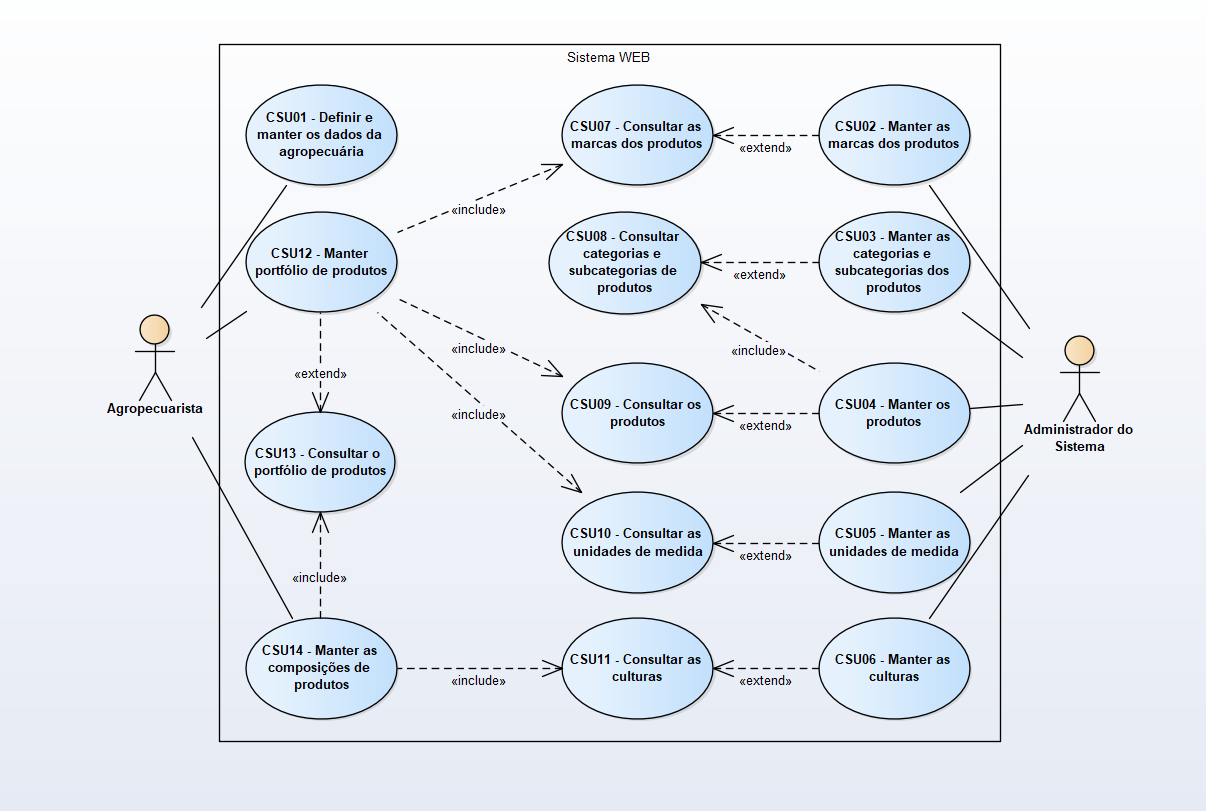 Sistema WEB
CSU01 - Definir e
manter os dados da
agropecuária
CSU07 - Consultar as
marcas dos produtos
«extend»
CSU02 - Manter as
marcas dos produtos
«include»
CSU12 - Manter
portfólio de produtos
CSU08 - Consultar
categorias e
subcategorias de
produtos
«extend»
CSU03 - Manter as
categorias e
subcategorias dos
produtos
«include»
«include»
«extend»
Agropecuarista
«include»
CSU09 - Consultar os
produtos
«extend»
CSU04 - Manter os
produtos
Administrador do
Sistema
CSU13 - Consultar o
portfólio de produtos
CSU10 - Consultar as
unidades de medida
«extend»
CSU05 - Manter as
unidades de medida
«include»
CSU14 - Manter as
composições de
produtos
«include»
CSU11 - Consultar as
culturas
«extend»
CSU06 - Manter as
culturas